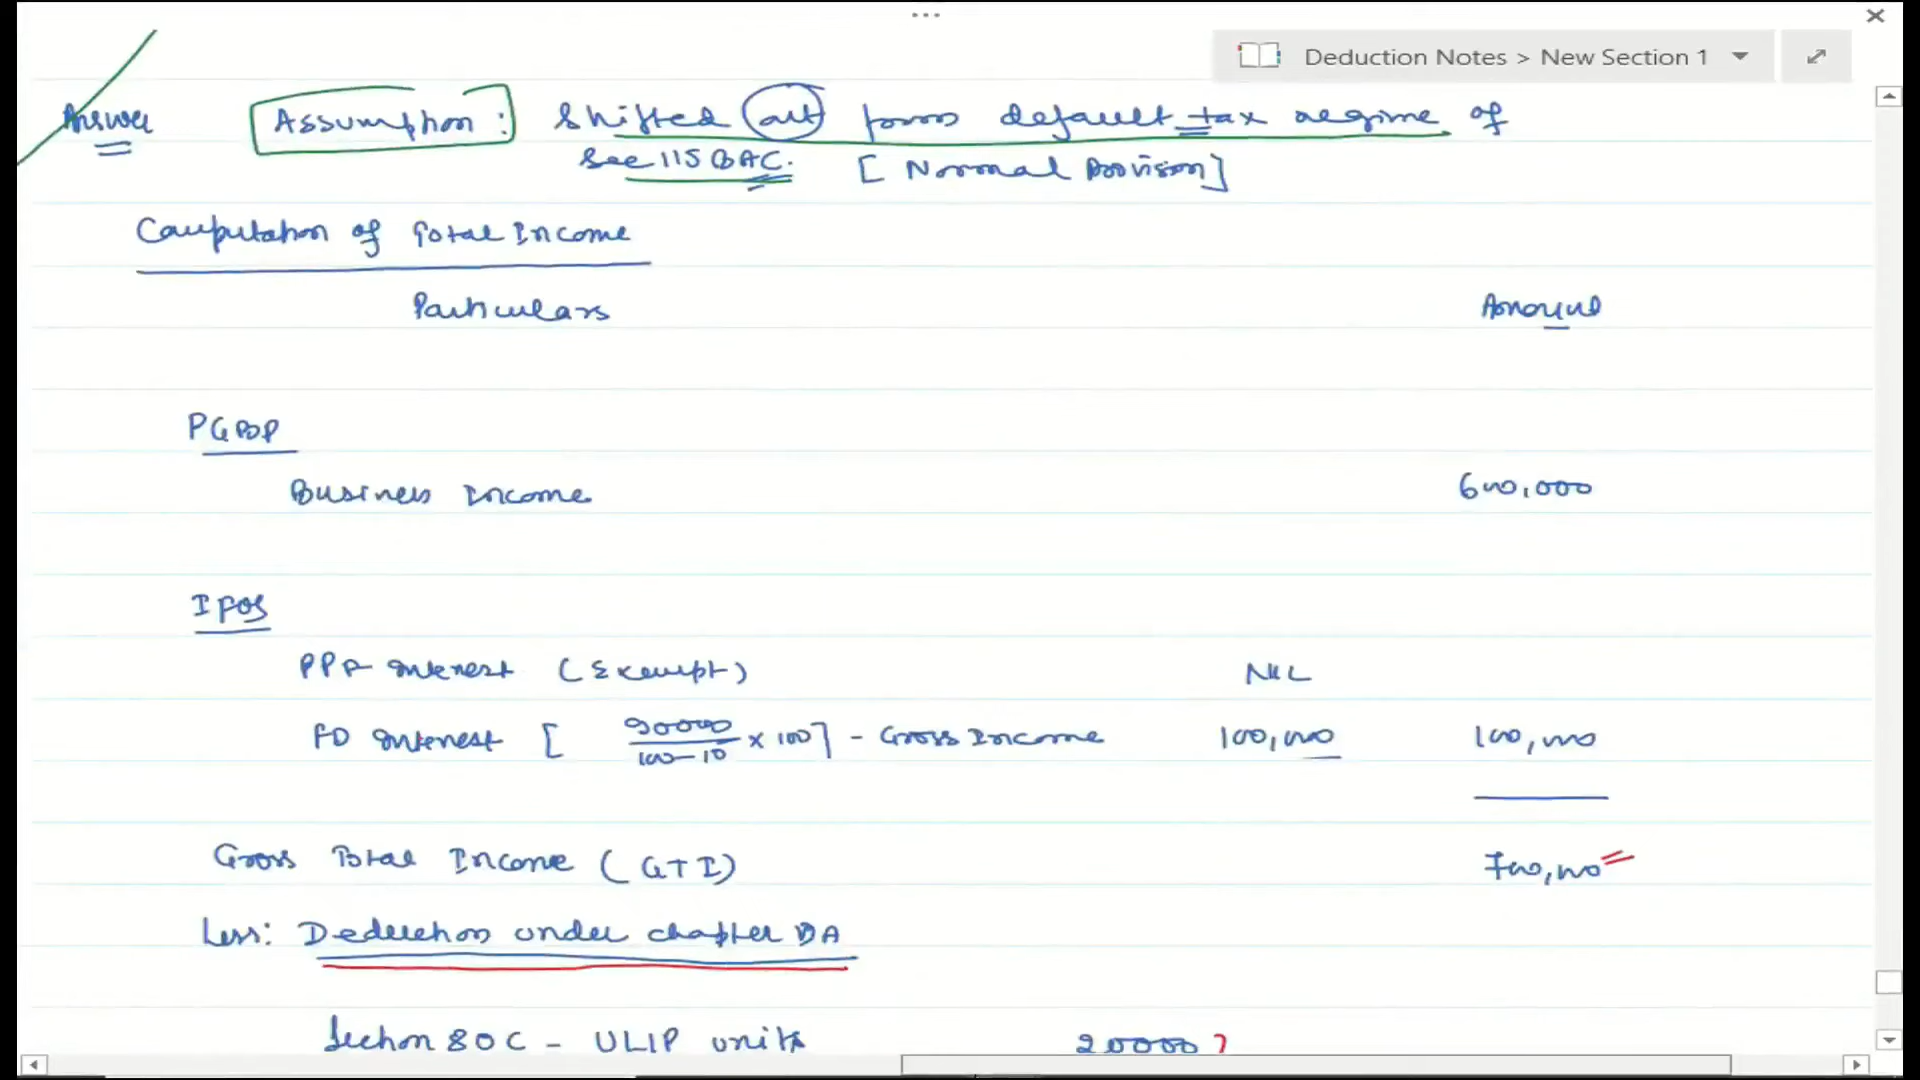 ...
Deduction Notes > New Section 1
Answer Assumption: Shifted out from default tax regime of
Sec 115BAC. [Normal Provision]
Computation of Total Income
Particulars Amount
PGBP
Business Income 600,000
IFOS
PPF Interest (Exempt) NIL
FD Interest [ 90000/100-10 × 100] - Gross Income 100,000 100,000
Gross Total Income (GTI) 700,000
Less: Deduction under chapter VIA
Section 80C - ULIP units 20000